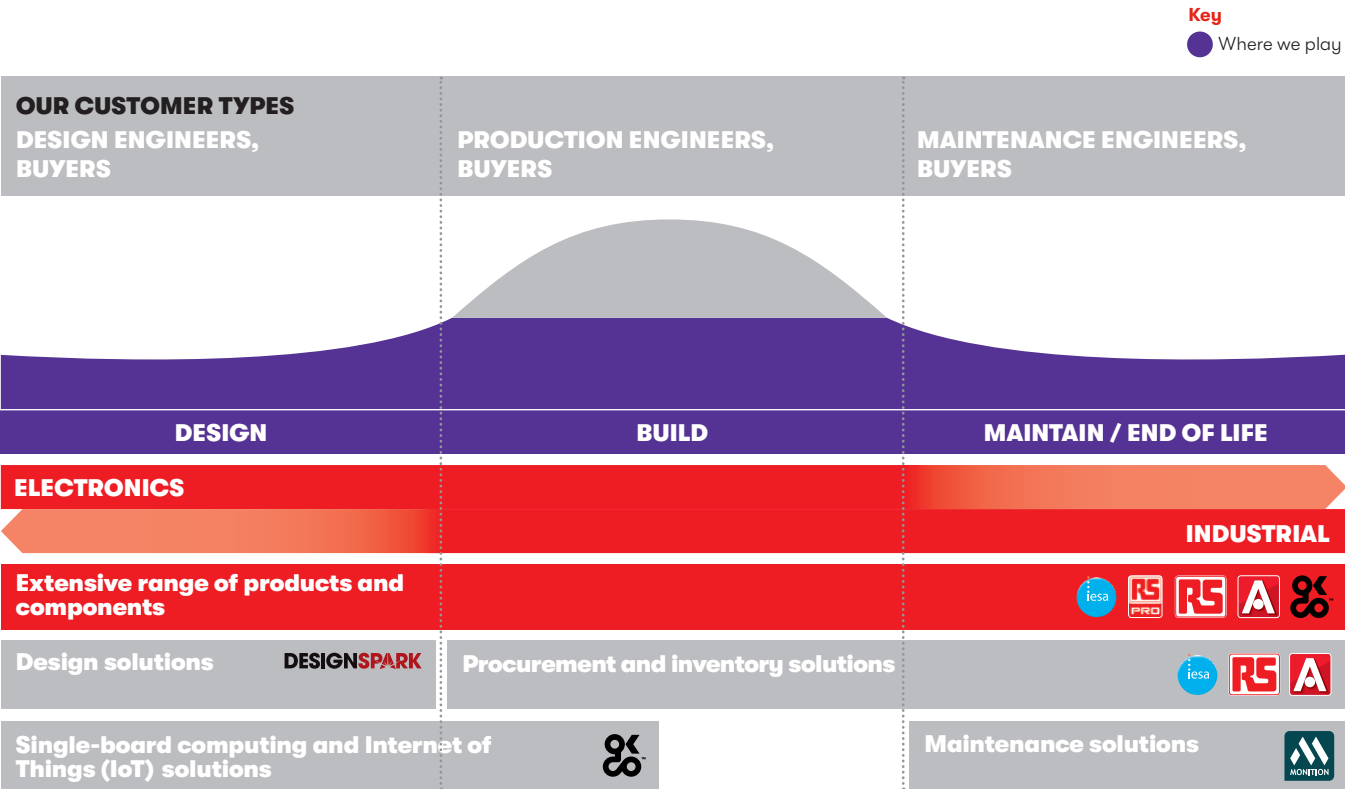 Key
Where we play
OUR CUSTOMER TYPES
DESIGN ENGINEERS,
BUYERS
PRODUCTION ENGINEERS,
BUYERS
MAINTENANCE ENGINEERS,
BUYERS
DESIGN
BUILD
MAINTAIN / END OF LIFE
ELECTRONICS
INDUSTRIAL
Extensive range of products and
components
iesa
RS
PRO
RS
A
OKdo™
Design solutions
DESIGNSPARK
Procurement and inventory solutions
iesa
RS
A
Single-board computing and Internet of
Things (IoT) solutions
OKdo™
Maintenance solutions
M
MONITION